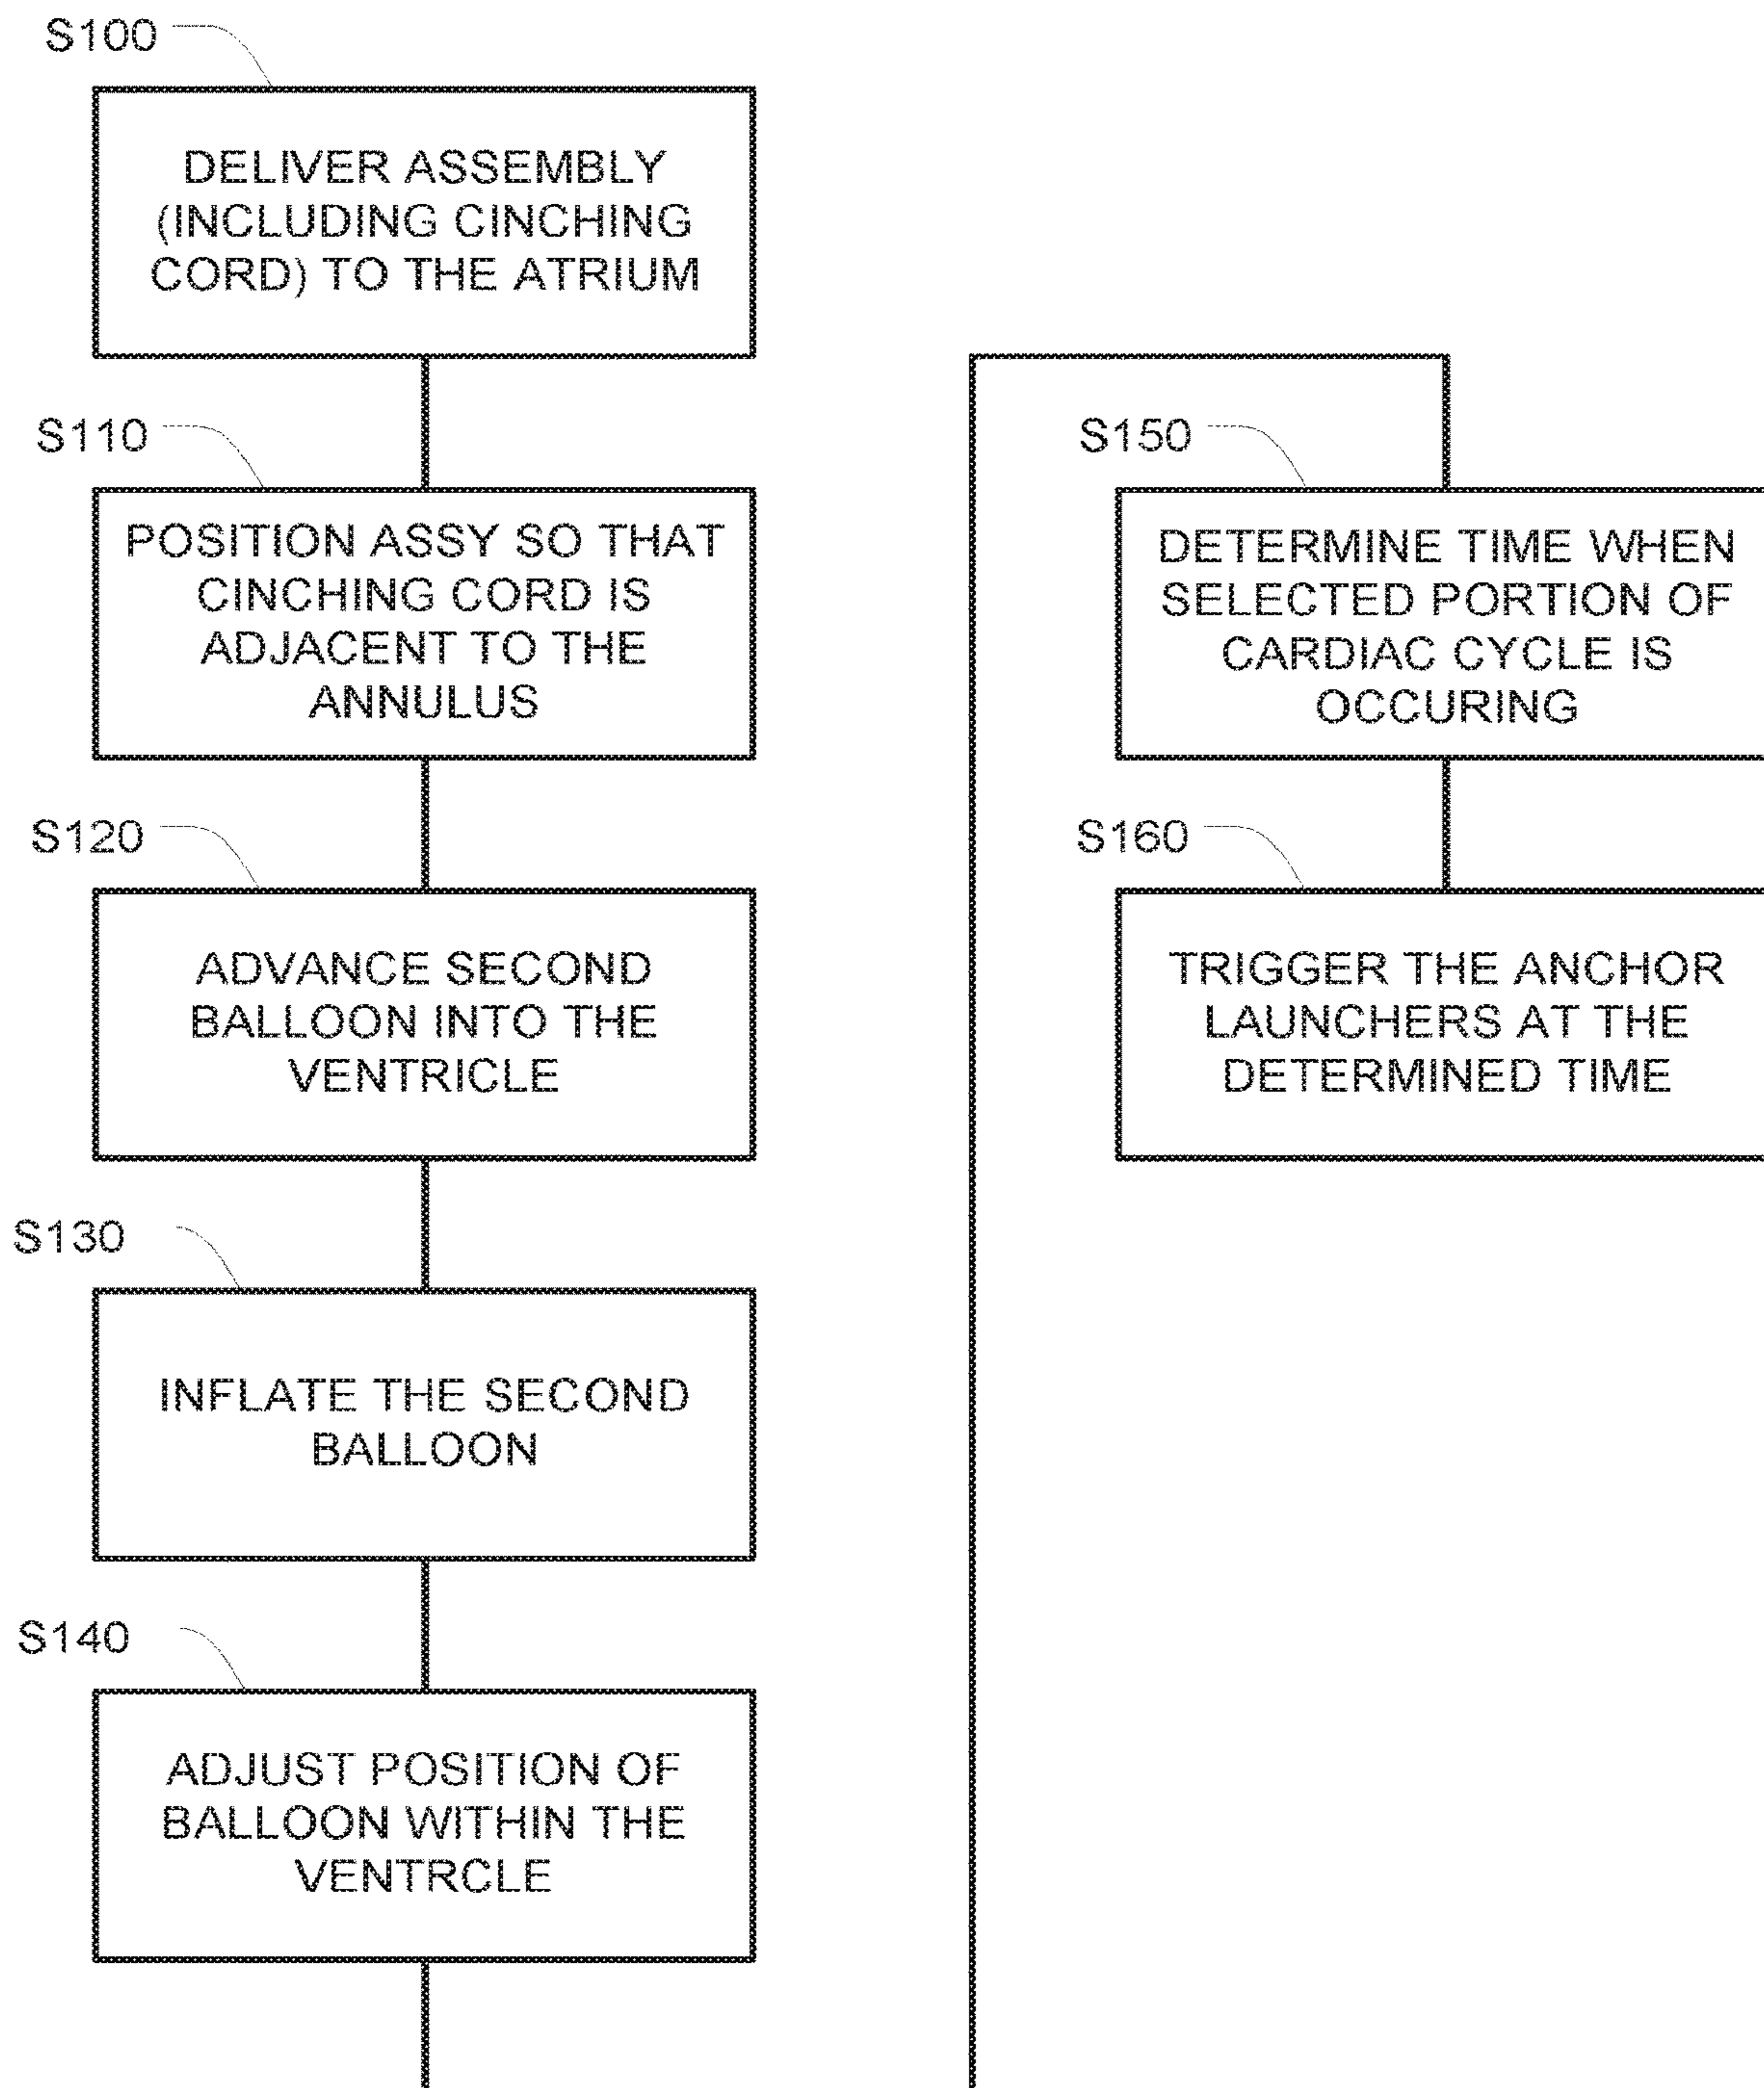 S100
DELIVER ASSEMBLY
(INCLUDING CINCHING
CORD) TO THE ATRIUM
S110
POSITION ASSY SO THAT
CINCHING CORD IS
ADJACENT TO THE
ANNULUS
S120
ADVANCE SECOND
BALLOON INTO THE
VENTRICLE
S130
INFLATE THE SECOND
BALLOON
S140
ADJUST POSITION OF
BALLOON WITHIN THE
VENTRCLE
S150
DETERMINE TIME WHEN
SELECTED PORTION OF
CARDIAC CYCLE IS
OCCURING
S160
TRIGGER THE ANCHOR
LAUNCHERS AT THE
DETERMINED TIME